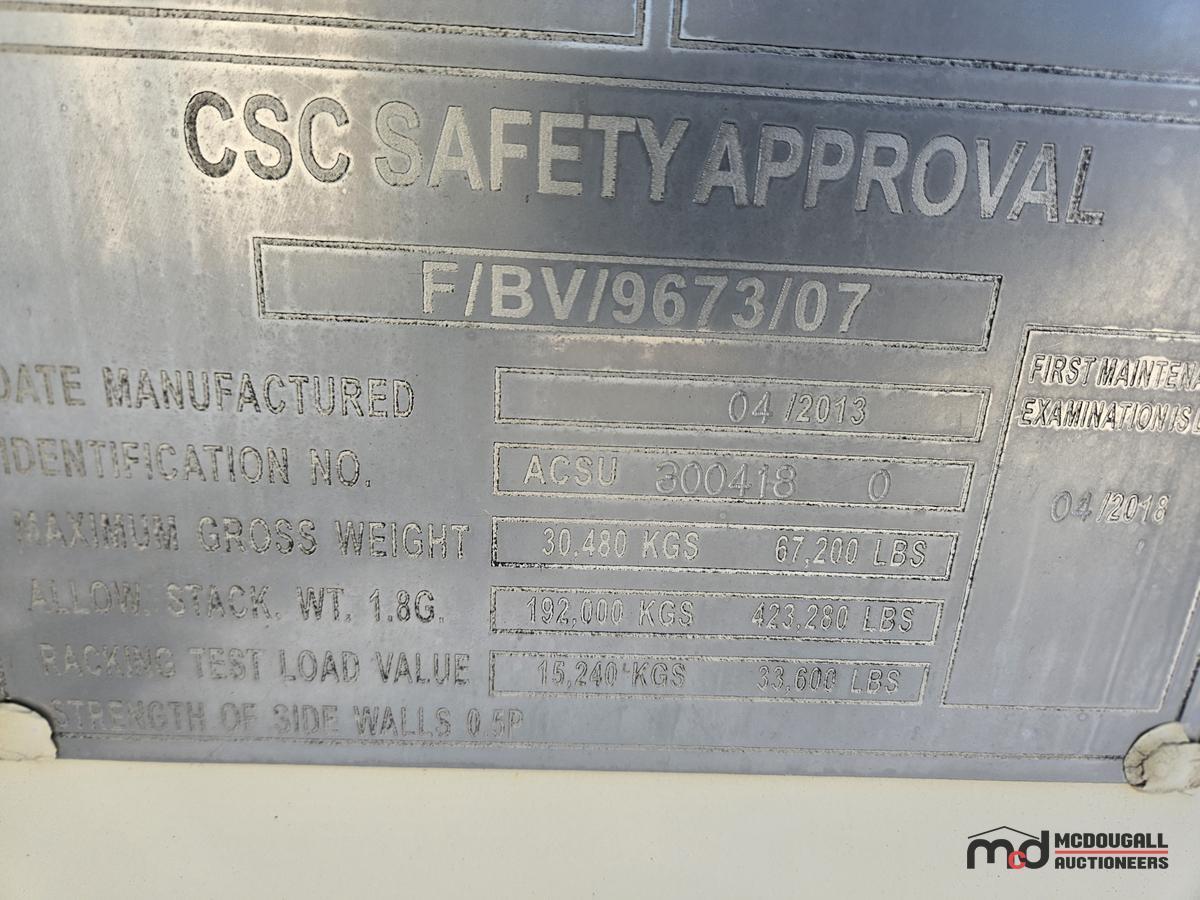 CSC SAFETY APPROVAL
F/BV/9673/07
DATE MANUFACTURED 04/2013
IDENTIFICATION NO. ACSU 300418 0
MAXIMUM GROSS WEIGHT 30,480 KGS 67,200 LBS
ALLOW. STACK. WT. 1.8G. 192,000 KGS 423,280 LBS
RACKING TEST LOAD VALUE 15,240 KGS 33,600 LBS
STRENGTH OF SIDE WALLS 0.5P
FIRST MAINTENA
EXAMINATION IS
04/2018
mcd MCDOUGALL
AUCTIONEERS